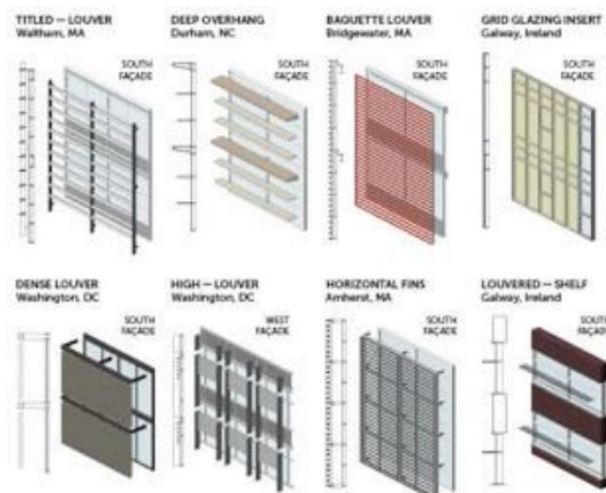 TITLED — LOUVER
Waltham, MA
SOUTH
FAÇADE
DEEP OVERHANG
Durham, NC
SOUTH
FAÇADE
BAGUETTE LOUVER
Bridgewater, MA
SOUTH
FAÇADE
GRID GLAZING INSERT
Galway, Ireland
SOUTH
FAÇADE
DENSE LOUVER
Washington, DC
SOUTH
FAÇADE
HIGH — LOUVER
Washington, DC
WEST
FAÇADE
HORIZONTAL FINS
Amherst, MA
SOUTH
FAÇADE
LOUVERED — SHELF
Galway, Ireland
SOUTH
FAÇADE